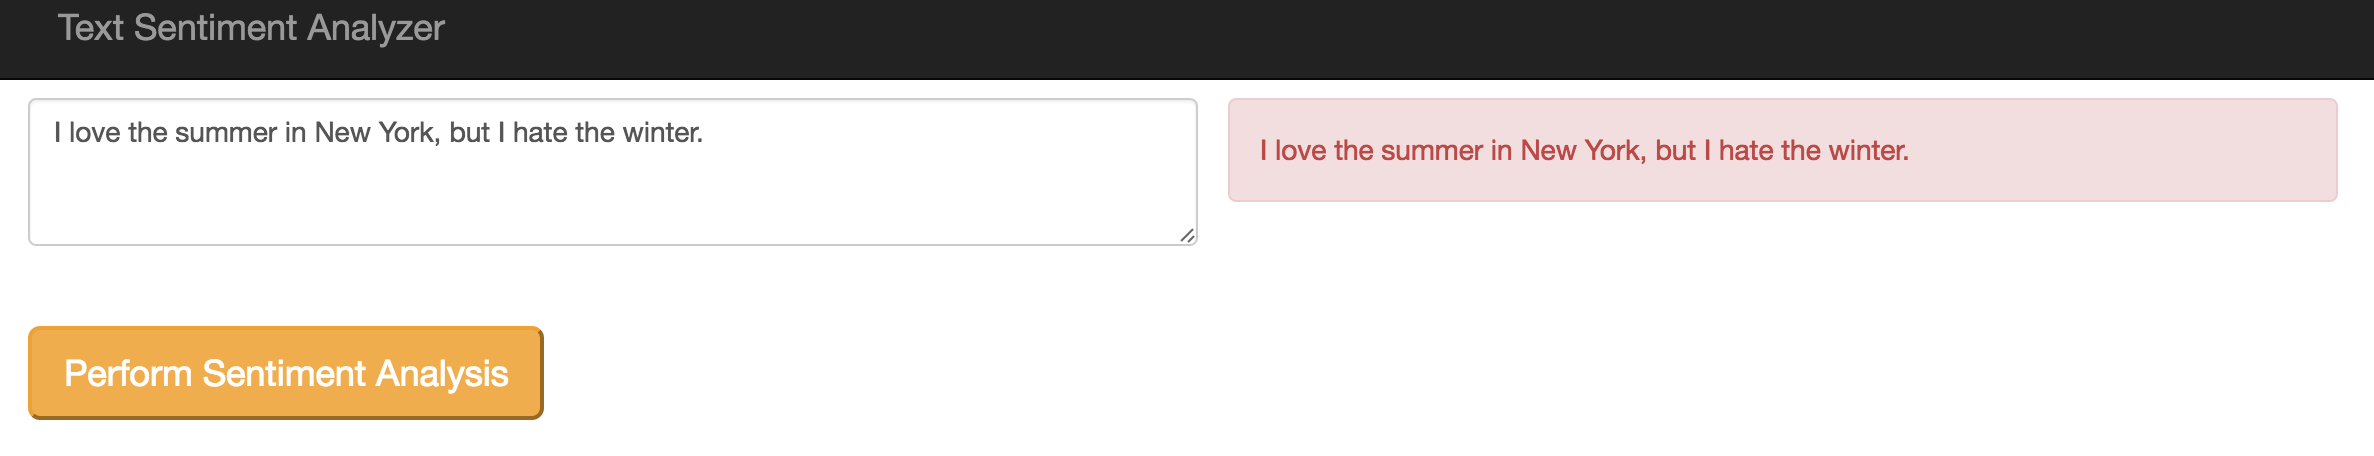 Text Sentiment Analyzer
I love the summer in New York, but I hate the winter.
I love the summer in New York, but I hate the winter.
Perform Sentiment Analysis